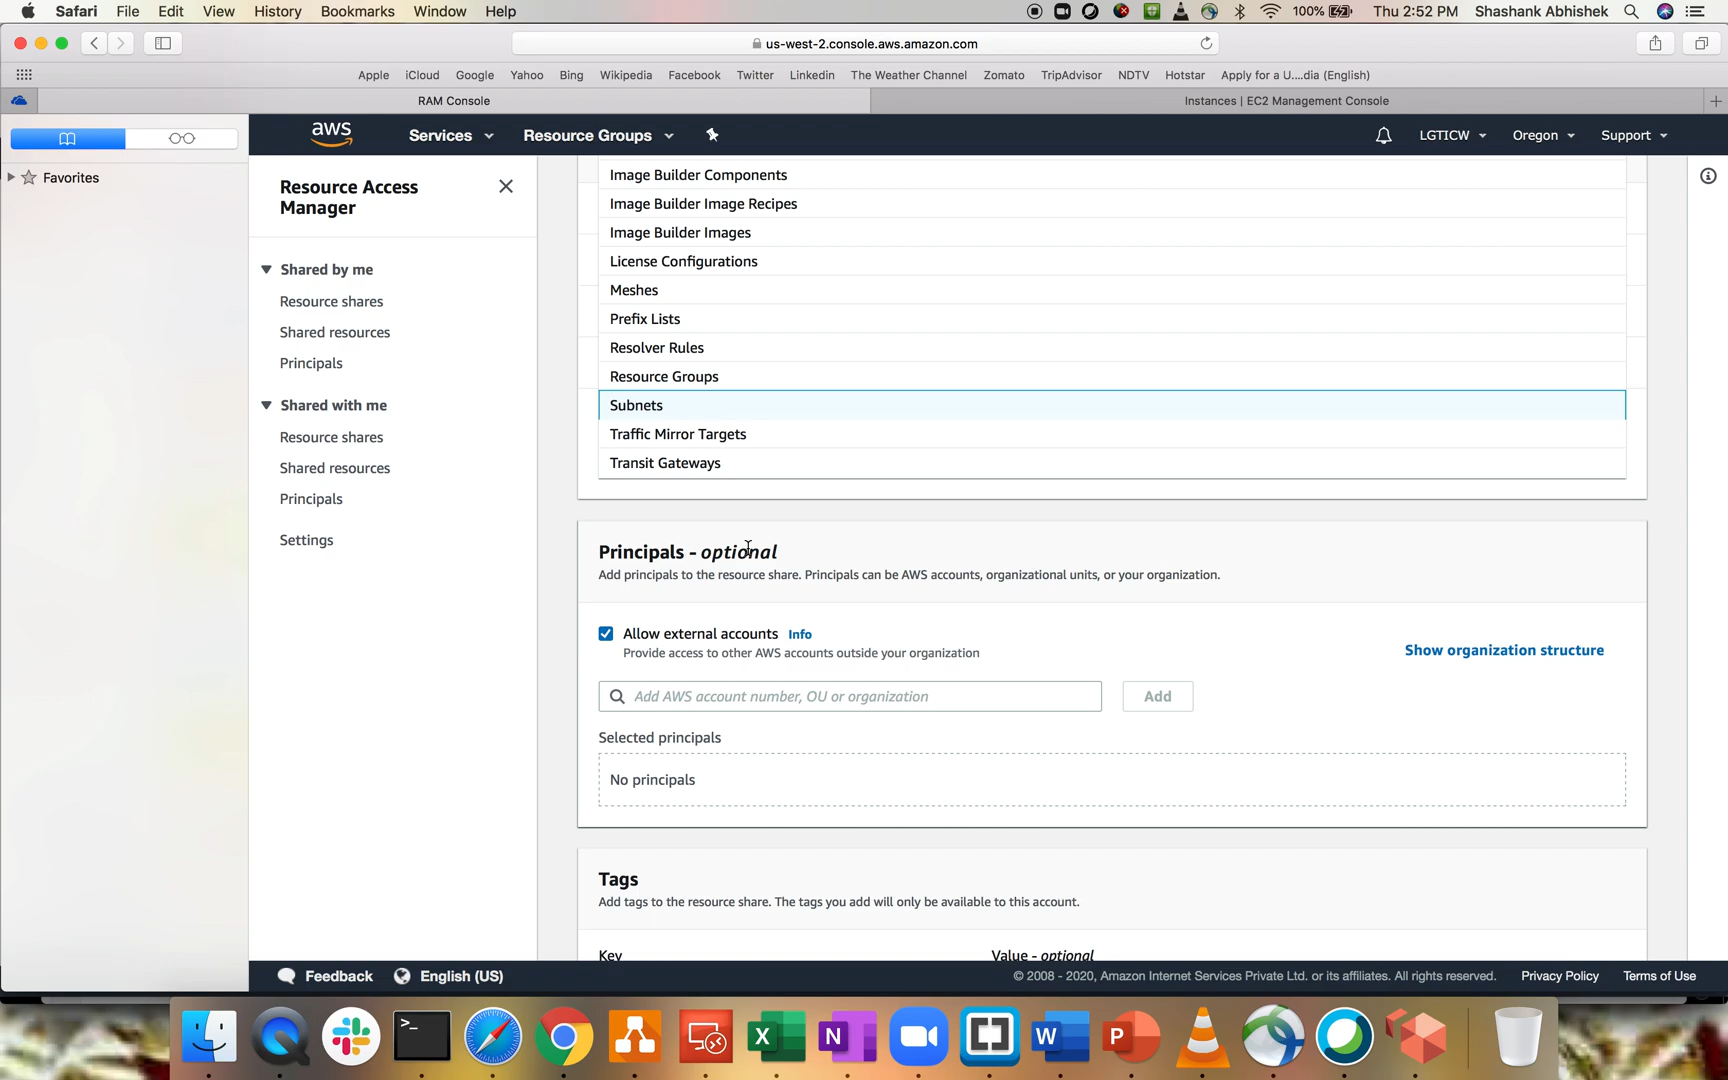 Safari File Edit View History Bookmarks Window Help 100% Thu 2:52 PM Shashank Abhishek
us-west-2.console.aws.amazon.com
Apple iCloud Google Yahoo Bing Wikipedia Facebook Twitter Linkedin The Weather Channel Zomato TripAdvisor NDTV Hotstar Apply for a U....dia (English)
RAM Console Instances | EC2 Management Console
aws Services Resource Groups LGTICW Oregon Support
Favorites
Resource Access
Manager
Shared by me
Resource shares
Shared resources
Principals
Shared with me
Resource shares
Shared resources
Principals
Settings
Image Builder Components
Image Builder Image Recipes
Image Builder Images
License Configurations
Meshes
Prefix Lists
Resolver Rules
Resource Groups
Subnets
Traffic Mirror Targets
Transit Gateways
Principals - optional
Add principals to the resource share. Principals can be AWS accounts, organizational units, or your organization.
Allow external accounts Info
Provide access to other AWS accounts outside your organization
Show organization structure
Add AWS account number, OU or organization Add
Selected principals
No principals
Tags
Add tags to the resource share. The tags you add will only be available to this account.
Key Value - optional
Feedback English (US) © 2008 - 2020, Amazon Internet Services Private Ltd. or its affiliates. All rights reserved. Privacy Policy Terms of Use
>_ X N W P